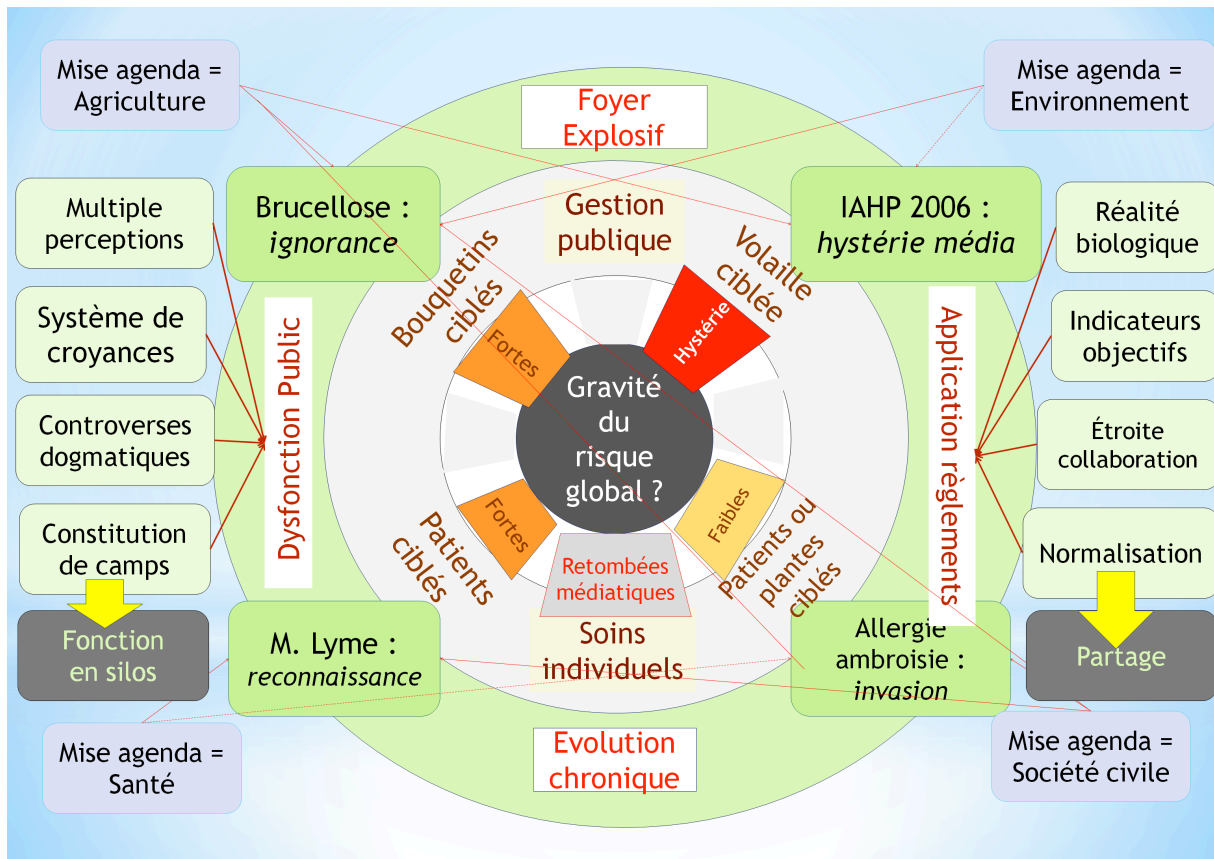 Mise agenda =
Agriculture
Foyer
Explosif
Mise agenda =
Environnement
Multiple
perceptions
Système de
croyances
Controverses
dogmatiques
Constitution
de camps
Fonction
en silos
Dysfonction Public
Brucellose :
ignorance
Gestion
publique
IAHP 2006 :
hystérie média
Bouquetins
ciblés
Volaille
ciblée
Fortes
Hystérie
Gravité
du
risque
global ?
Fortes
Faibles
Patients
ciblés
Retombées
médiatiques
Patients ou
plantes
ciblés
Soins
individuels
M. Lyme :
reconnaissance
Allergie
ambroisie :
invasion
Application règlements
Réalité
biologique
Indicateurs
objectifs
Étroite
collaboration
Normalisation
Partage
Mise agenda =
Santé
Evolution
chronique
Mise agenda =
Société civile